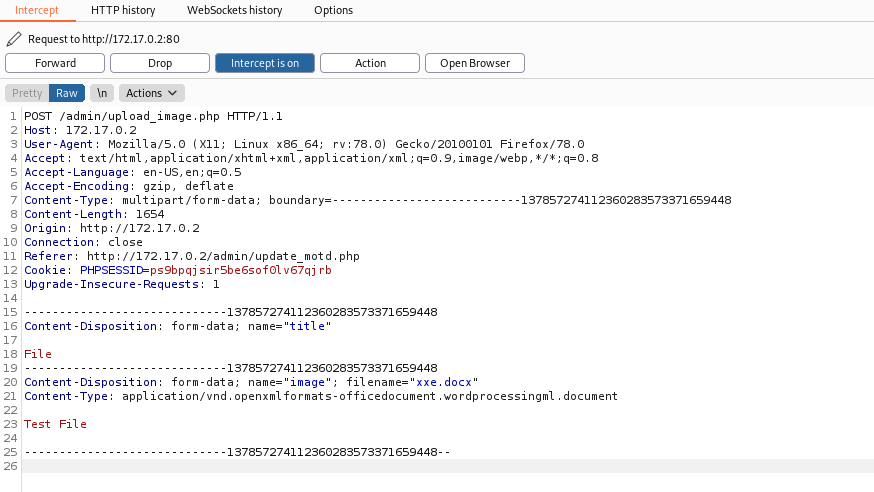 Intercept HTTP history WebSockets history Options
Request to http://172.17.0.2:80
Forward Drop Intercept is on Action Open Browser
Pretty Raw \n Actions
1 POST /admin/upload_image.php HTTP/1.1
2 Host: 172.17.0.2
3 User-Agent: Mozilla/5.0 (X11; Linux x86_64; rv:78.0) Gecko/20100101 Firefox/78.0
4 Accept: text/html,application/xhtml+xml,application/xml;q=0.9,image/webp,*/*;q=0.8
5 Accept-Language: en-US,en;q=0.5
6 Accept-Encoding: gzip, deflate
7 Content-Type: multipart/form-data; boundary=---------------------------137857274112360283573371659448
8 Content-Length: 1654
9 Origin: http://172.17.0.2
10 Connection: close
11 Referer: http://172.17.0.2/admin/update_motd.php
12 Cookie: PHPSESSID=ps9bpqjsir5be6sof0lv67qjrb
13 Upgrade-Insecure-Requests: 1
14
15 -----------------------------137857274112360283573371659448
16 Content-Disposition: form-data; name="title"
17
18 File
19 -----------------------------137857274112360283573371659448
20 Content-Disposition: form-data; name="image"; filename="xxe.docx"
21 Content-Type: application/vnd.openxmlformats-officedocument.wordprocessingml.document
22
23 Test File
24
25 -----------------------------137857274112360283573371659448--
26